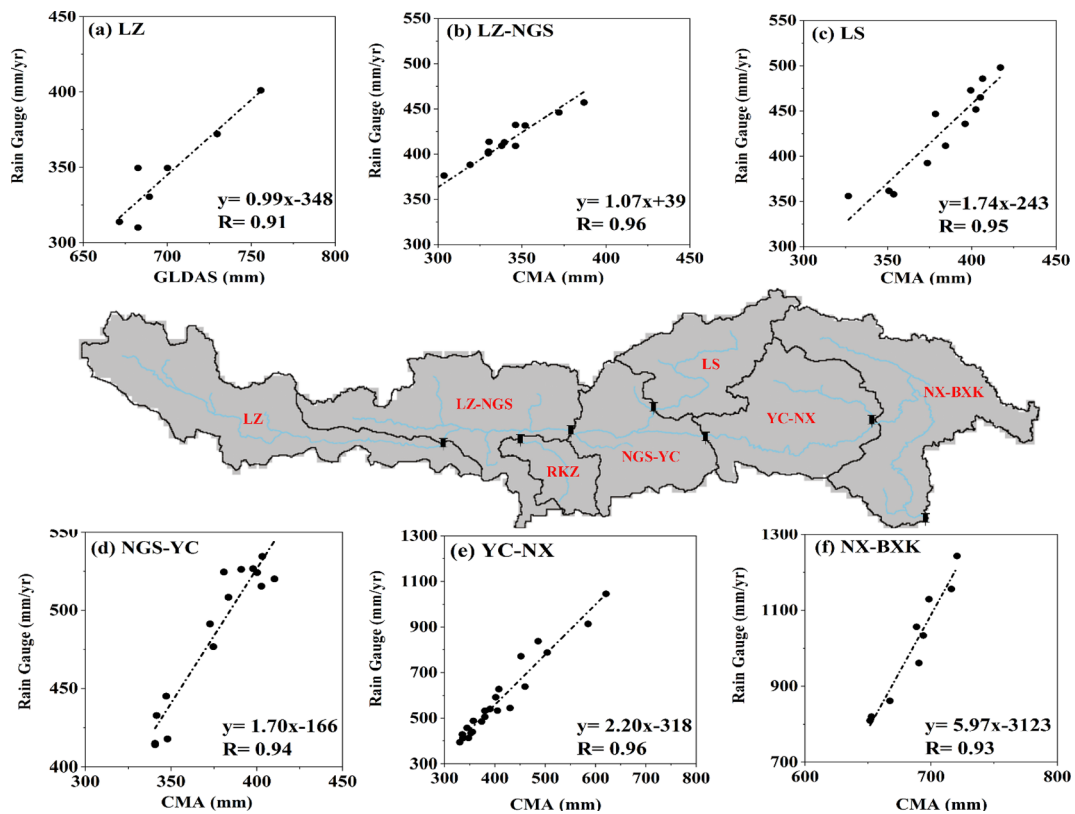 (a) LZ
Rain Gauge (mm/yr)
450
400
350
300
650
700
750
800
GLDAS (mm)
y= 0.99x-348
R= 0.91
(b) LZ-NGS
Rain Gauge (mm/yr)
500
450
400
350
300
300
350
400
450
CMA (mm)
y= 1.07x+39
R= 0.96
(c) LS
Rain Gauge (mm/yr)
500
450
400
350
300
300
350
400
450
CMA (mm)
y=1.74x-243
R= 0.95
LZ
LZ-NGS
RKZ
NGS-YC
LS
YC-NX
NX-BXK
(d) NGS-YC
Rain Gauge (mm/yr)
550
500
450
400
300
350
400
450
CMA (mm)
y= 1.70x-166
R= 0.94
(e) YC-NX
Rain Gauge (mm/yr)
1300
1100
900
700
500
300
300
400
500
600
700
800
CMA (mm)
y= 2.20x-318
R= 0.96
(f) NX-BXK
Rain Gauge (mm/yr)
1300
1100
900
700
600
700
800
CMA (mm)
y= 5.97x-3123
R= 0.93